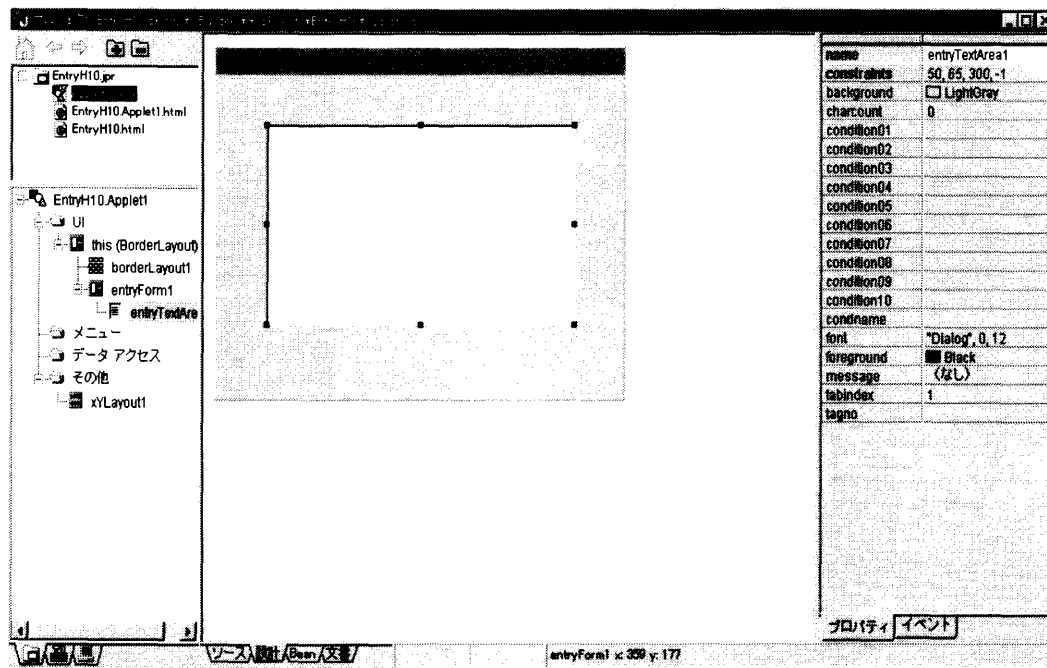 EntryH10.jpr
EntryH10.Applet1.html
EntryH10.html
EntryH10.Applet1
UI
this (BorderLayout)
borderLayout1
entryForm1
entryTextAre
メニュー
データ アクセス
その他
xYLayout1
name entryTextArea1
constraints 50, 65, 300, -1
background LightGray
charcount 0
condition01
condition02
condition03
condition04
condition05
condition06
condition07
condition08
condition09
condition10
condname
font "Dialog", 0, 12
foreground Black
message (なし)
tabindex 1
tagno
プロパティ イベント
ソース 設計 Bean 文書
entryForm1 x: 359 y: 177